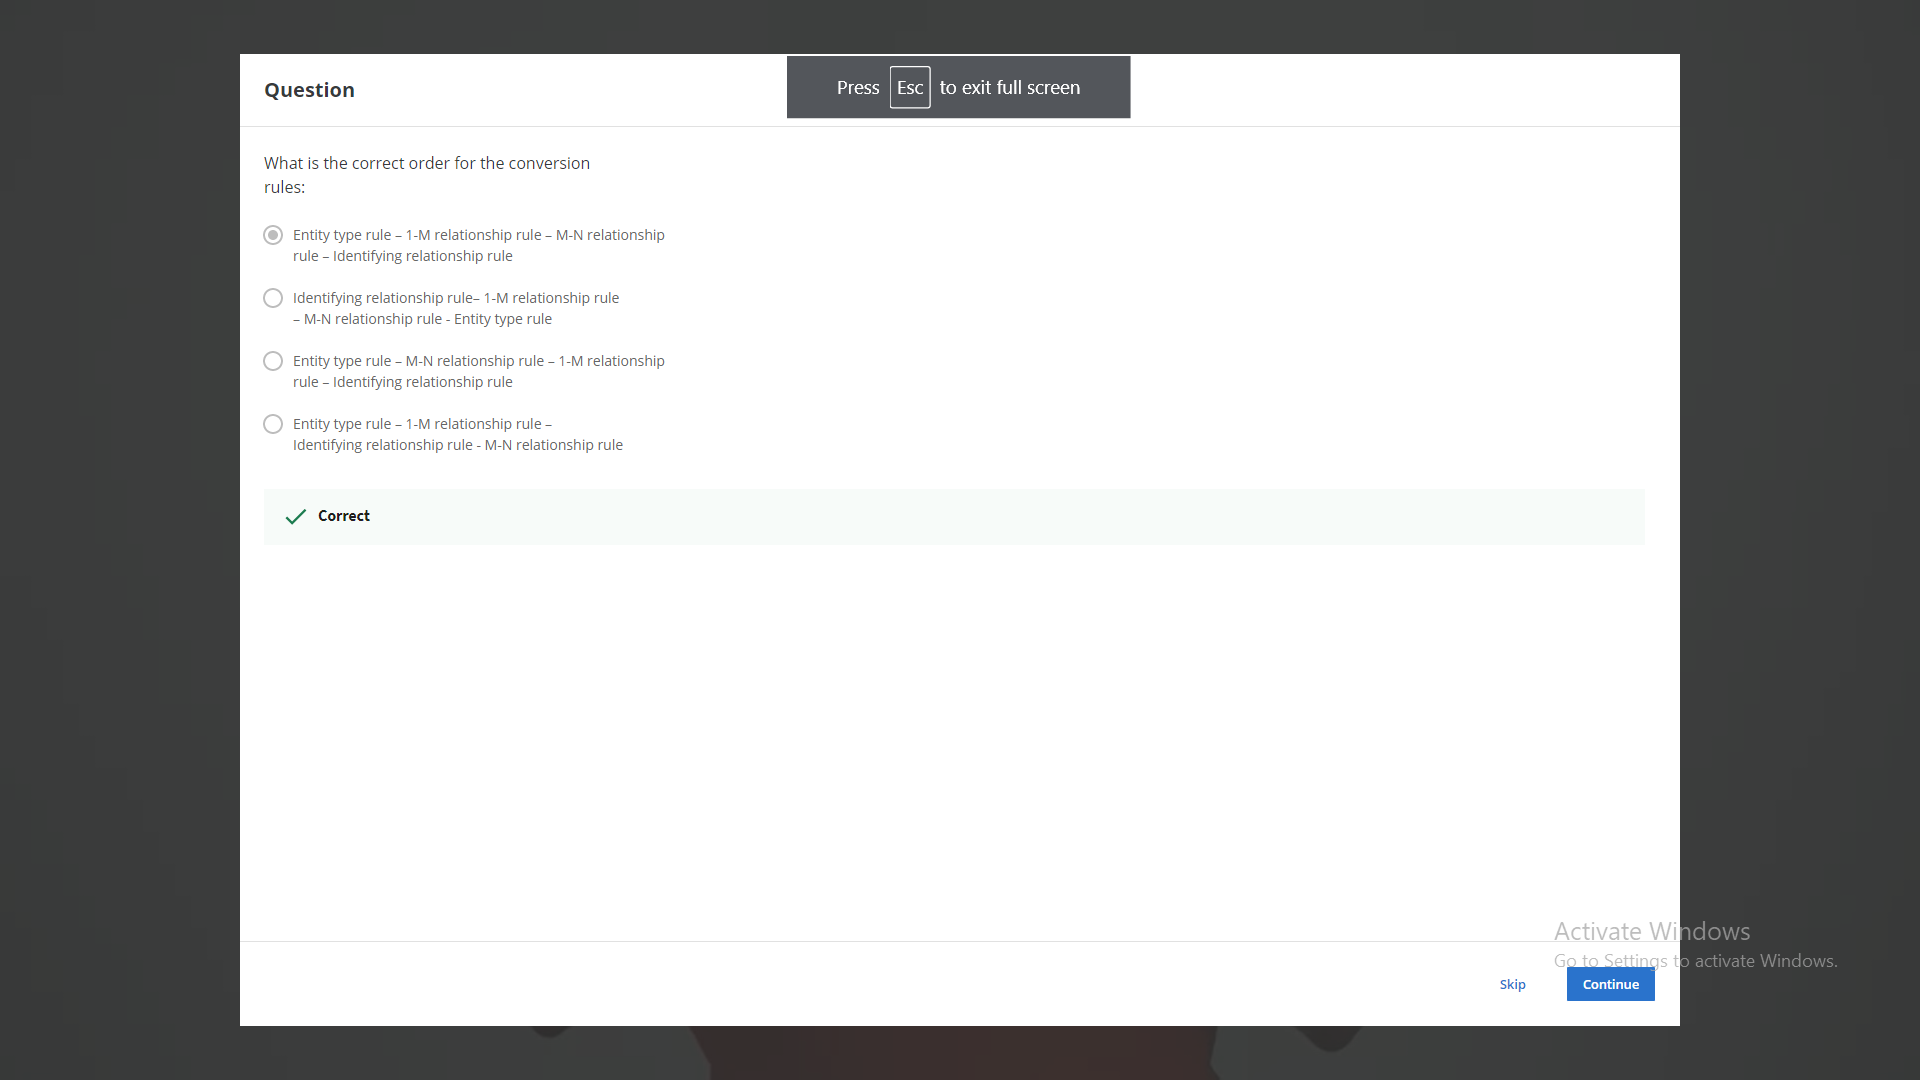 Question
Press Esc to exit full screen
What is the correct order for the conversion
rules:
Entity type rule – 1-M relationship rule – M-N relationship
rule – Identifying relationship rule
Identifying relationship rule– 1-M relationship rule
– M-N relationship rule - Entity type rule
Entity type rule – M-N relationship rule – 1-M relationship
rule – Identifying relationship rule
Entity type rule – 1-M relationship rule –
Identifying relationship rule - M-N relationship rule
Correct
Activate Windows
Go to Settings to activate Windows.
Skip
Continue